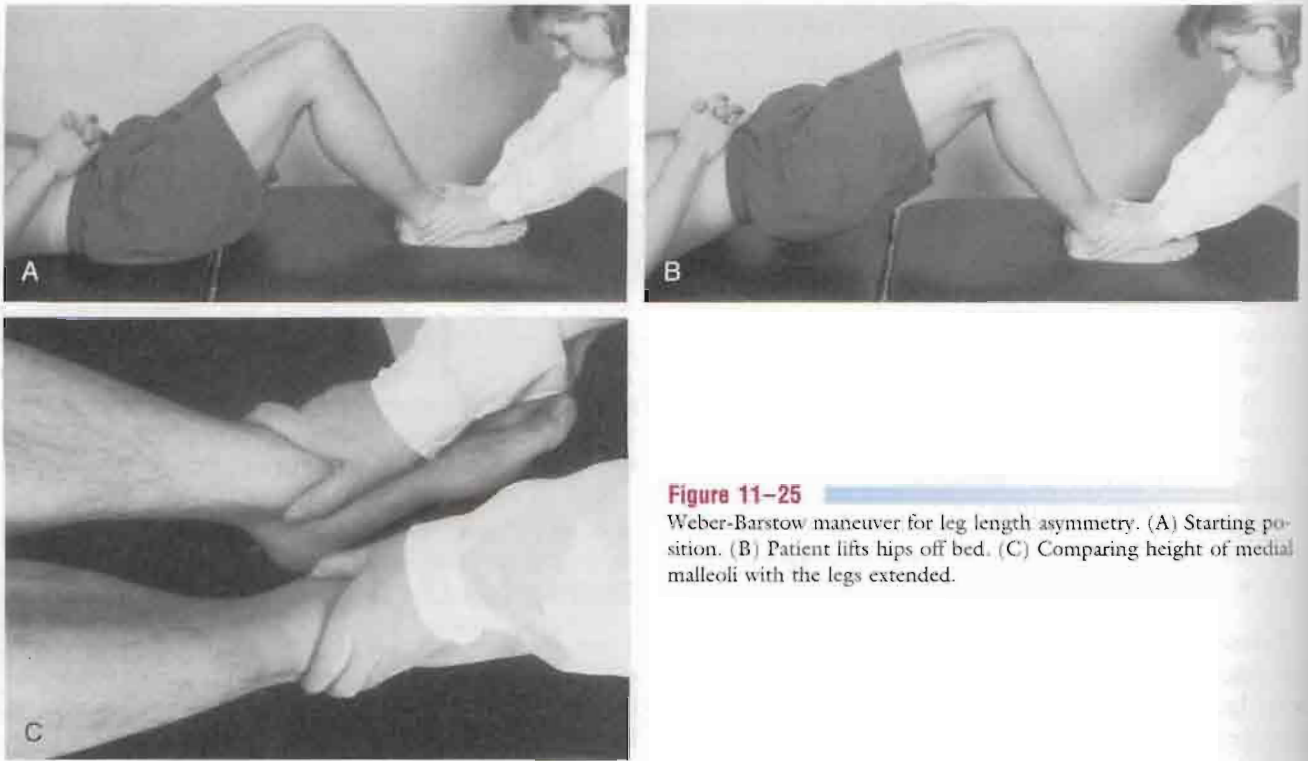 A
B
C
Figure 11–25
Weber-Barstow maneuver for leg length asymmetry. (A) Starting po-
sition. (B) Patient lifts hips off bed. (C) Comparing height of medial
malleoli with the legs extended.